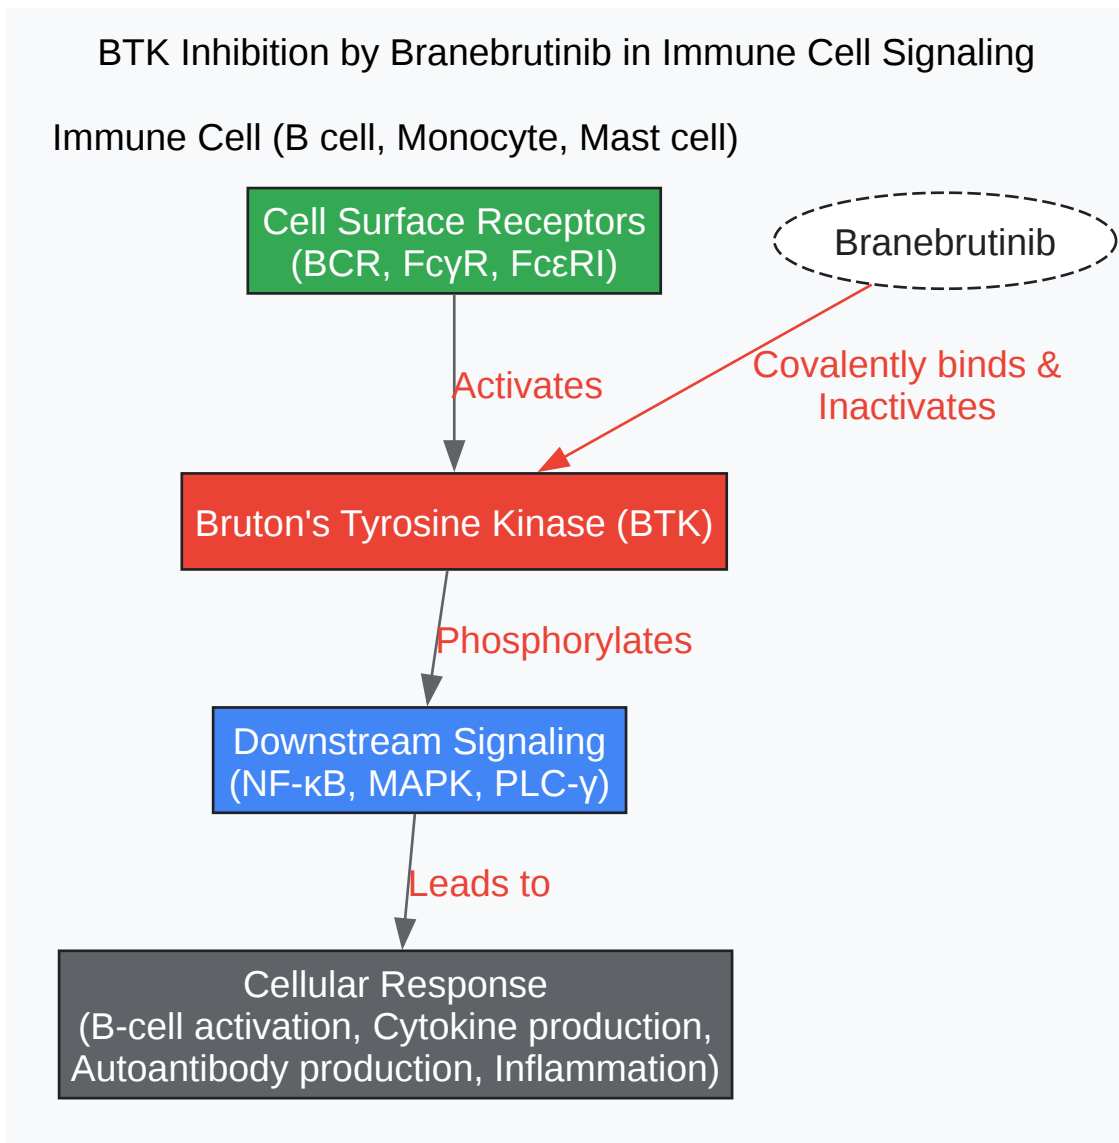 BTK Inhibition by Branebrutinib in Immune Cell Signaling
Immune Cell (B cell, Monocyte, Mast cell)
Cell Surface Receptors
(BCR, FcγR, FcεRI)
Branebrutinib
Activates
Covalently binds &
Inactivates
Bruton's Tyrosine Kinase (BTK)
Phosphorylates
Downstream Signaling
(NF-κB, MAPK, PLC-γ)
Leads to
Cellular Response
(B-cell activation, Cytokine production,
Autoantibody production, Inflammation)